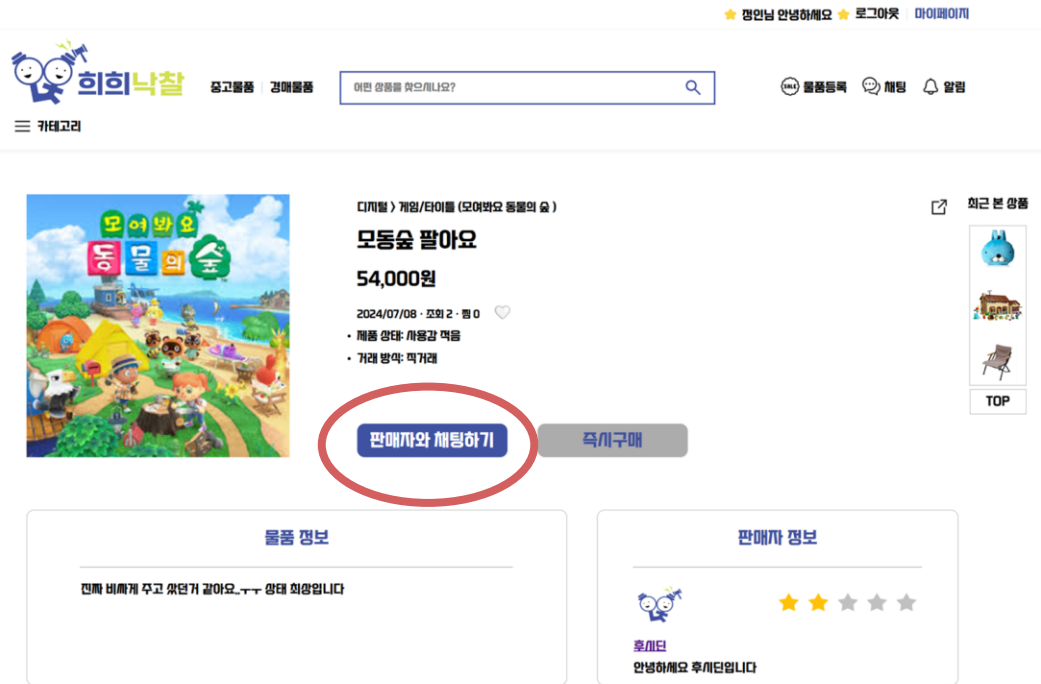 정인님 안녕하세요 로그아웃 마이페이지
희희낙찰
중고물품 경매물품
어떤 상품을 찾으시나요?
SALE 물품등록 채팅 알림
카테고리
모여봐요
동물의 숲
디지털 > 게임/타이틀 (모여봐요 동물의 숲 )
모동숲 팔아요
54,000원
2024/07/08 · 조회 2 · 찜 0
• 제품 상태: 사용감 적음
• 거래 방식: 직거래
판매자와 채팅하기 즉시구매
최근 본 상품
TOP
물품 정보
진짜 비싸게 주고 샀던거 같아요..ㅜㅜ 상태 최상입니다
판매자 정보
후시딘
안녕하세요 후시딘입니다